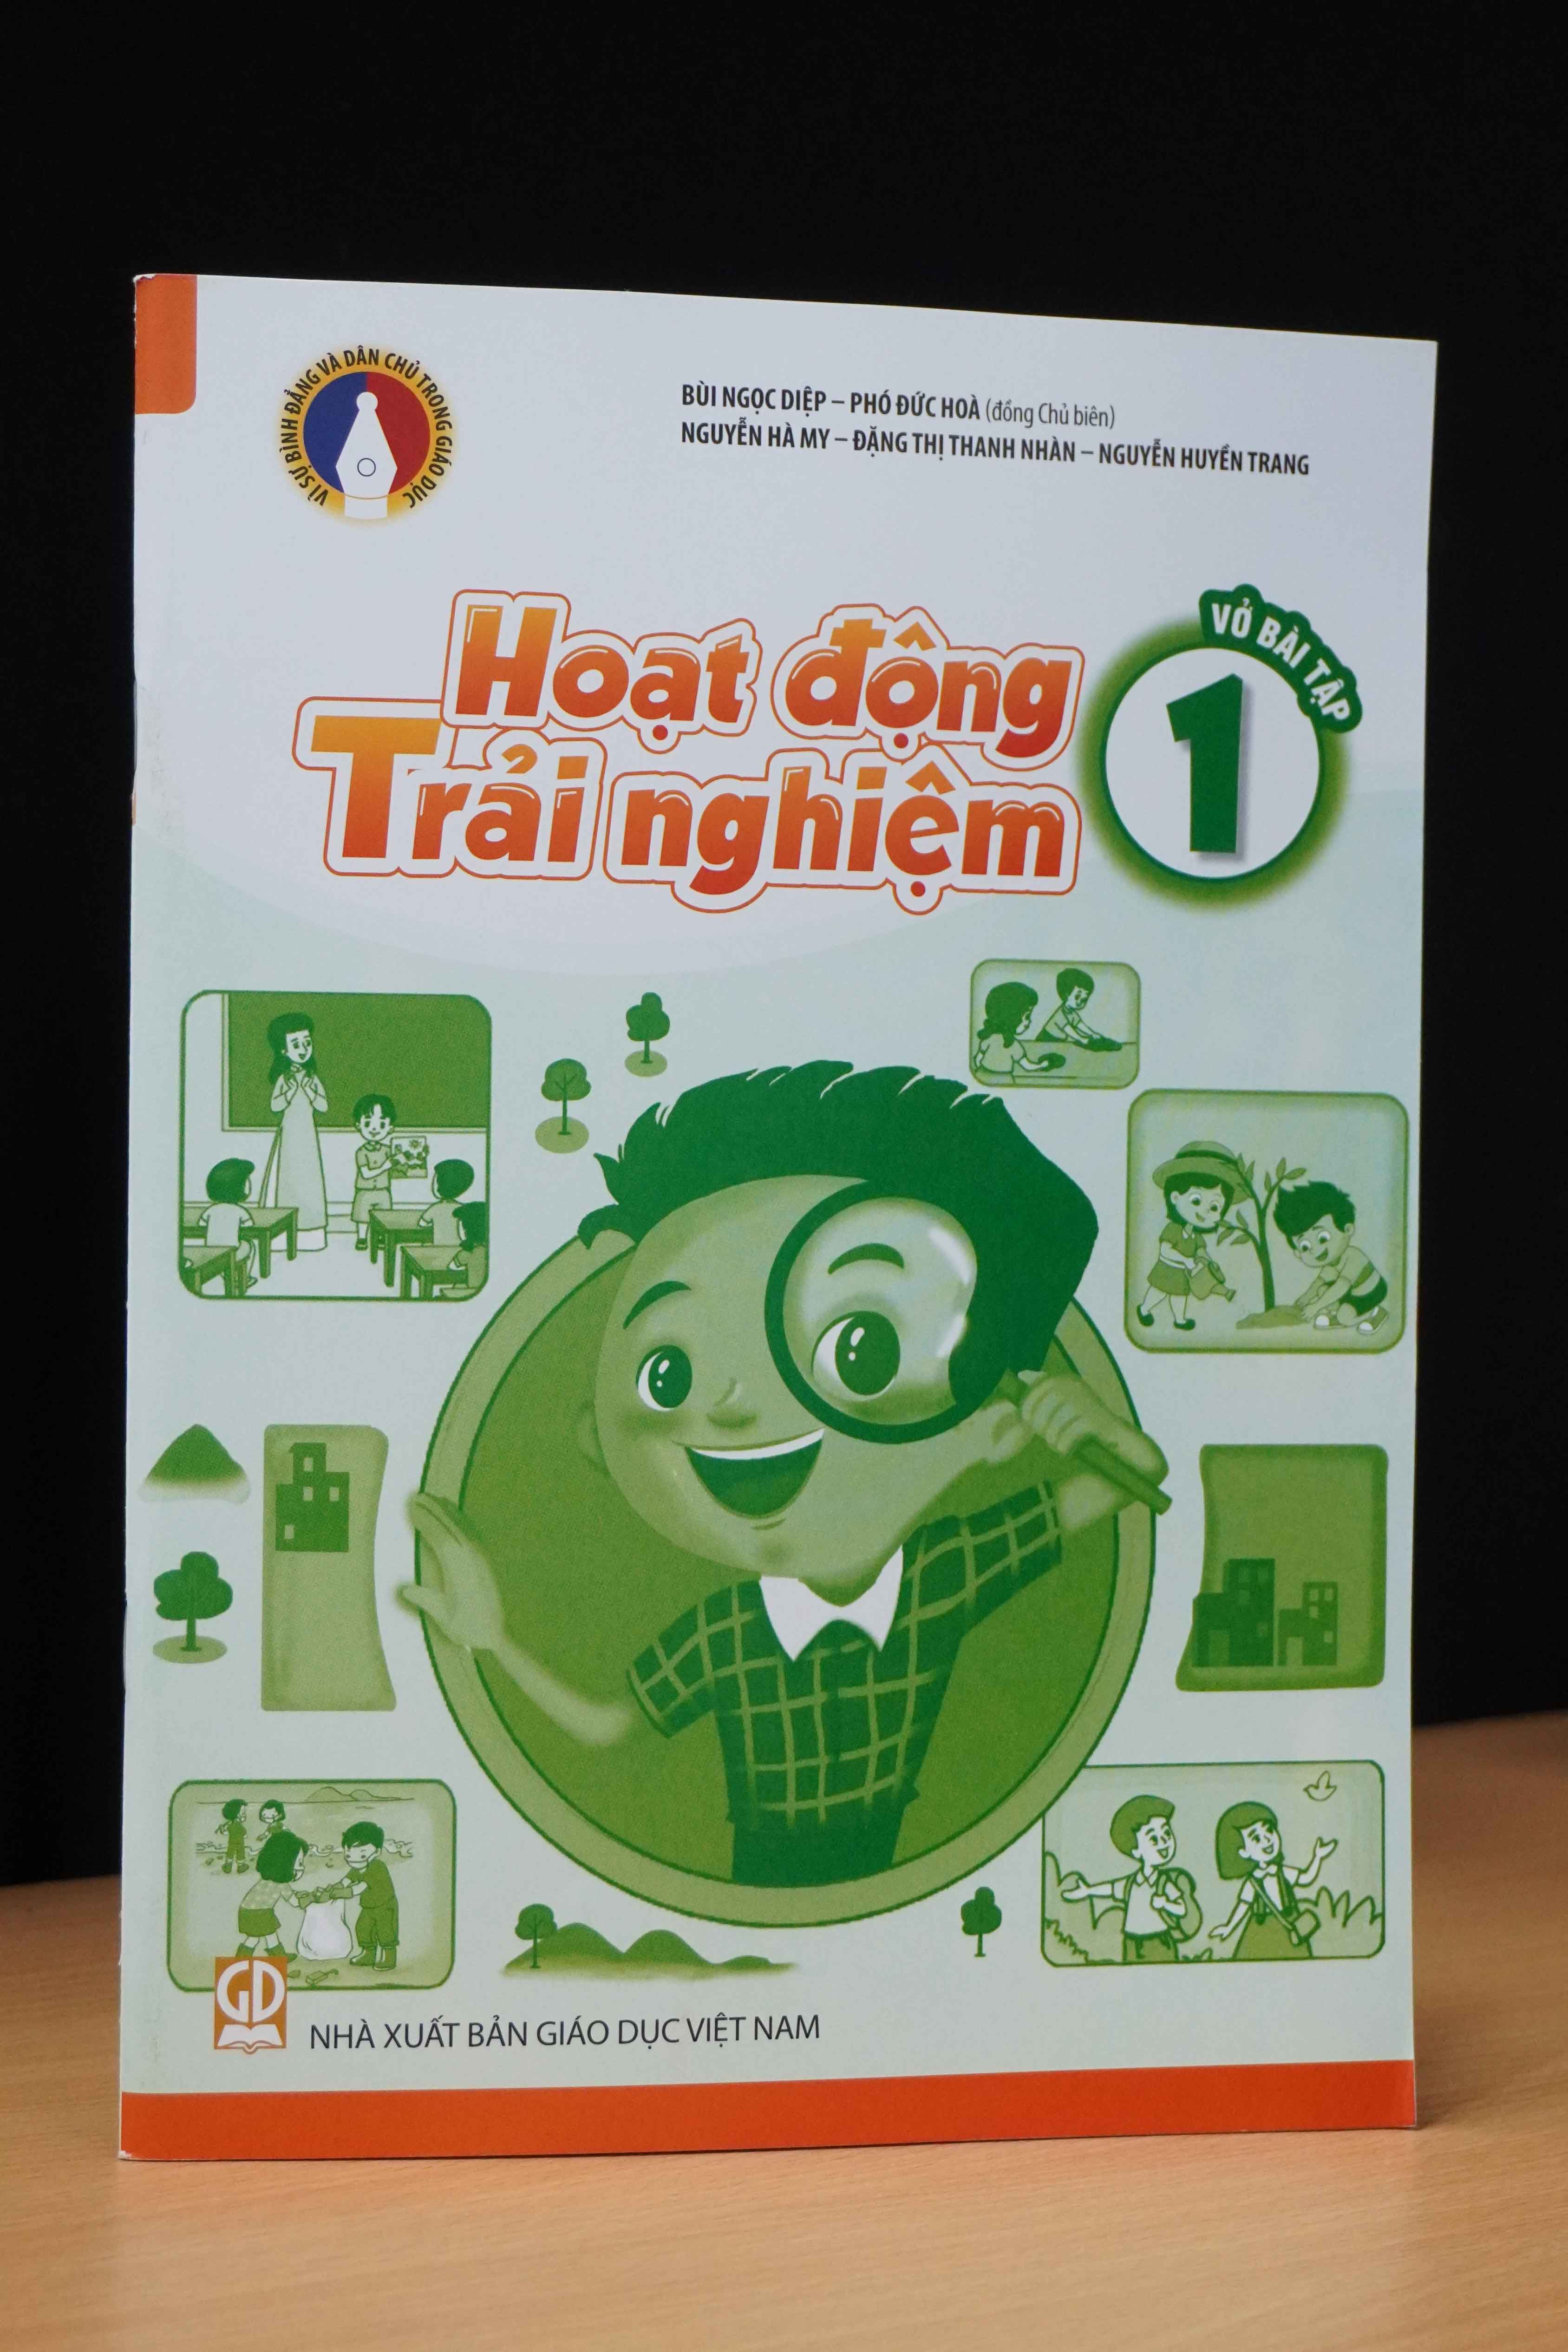 VÌ SỰ BÌNH ĐẲNG VÀ DÂN CHỦ TRONG GIÁO DỤC
BÙI NGỌC DIỆP – PHÓ ĐỨC HOÀ (đồng Chủ biên)
NGUYỄN HÀ MY – ĐẶNG THỊ THANH NHÀN – NGUYỄN HUYỀN TRANG
VỞ BÀI TẬP
Hoạt động
Trải nghiệm
1
GD
NHÀ XUẤT BẢN GIÁO DỤC VIỆT NAM